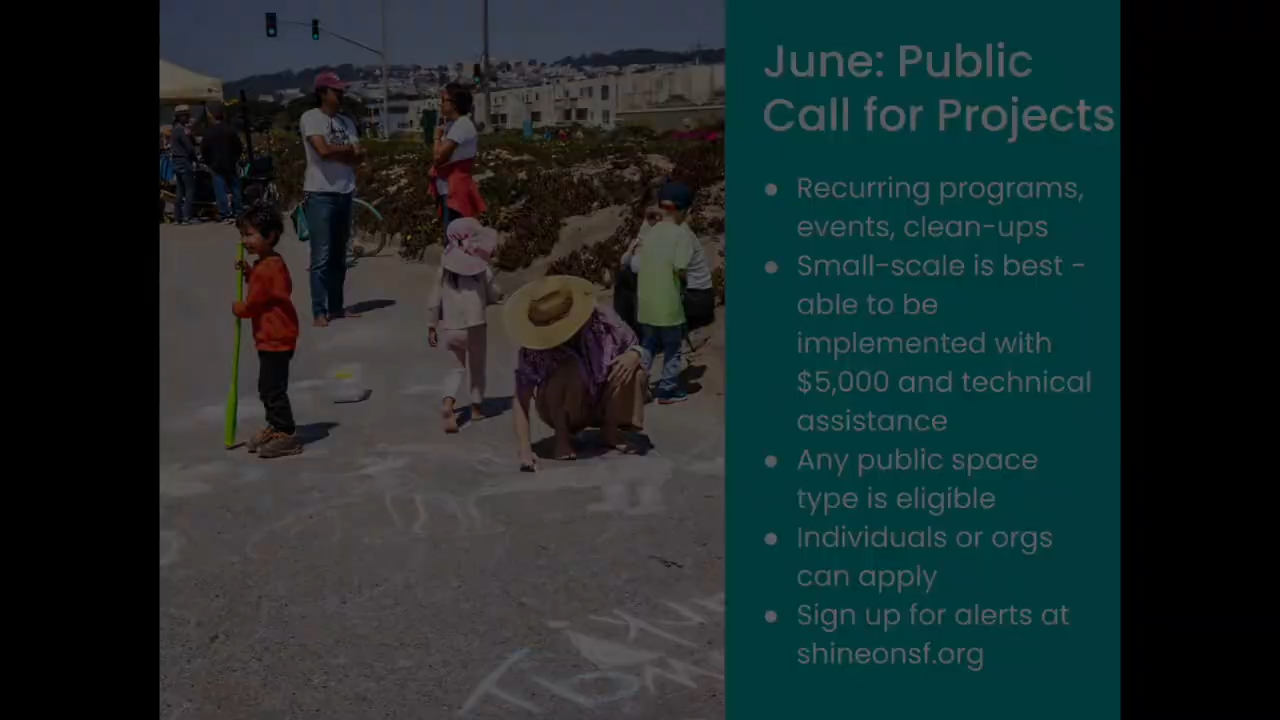 June: Public
Call for Projects
● Recurring programs,
events, clean-ups
● Small-scale is best -
able to be
implemented with
$5,000 and technical
assistance
● Any public space
type is eligible
● Individuals or orgs
can apply
● Sign up for alerts at
shineonsf.org